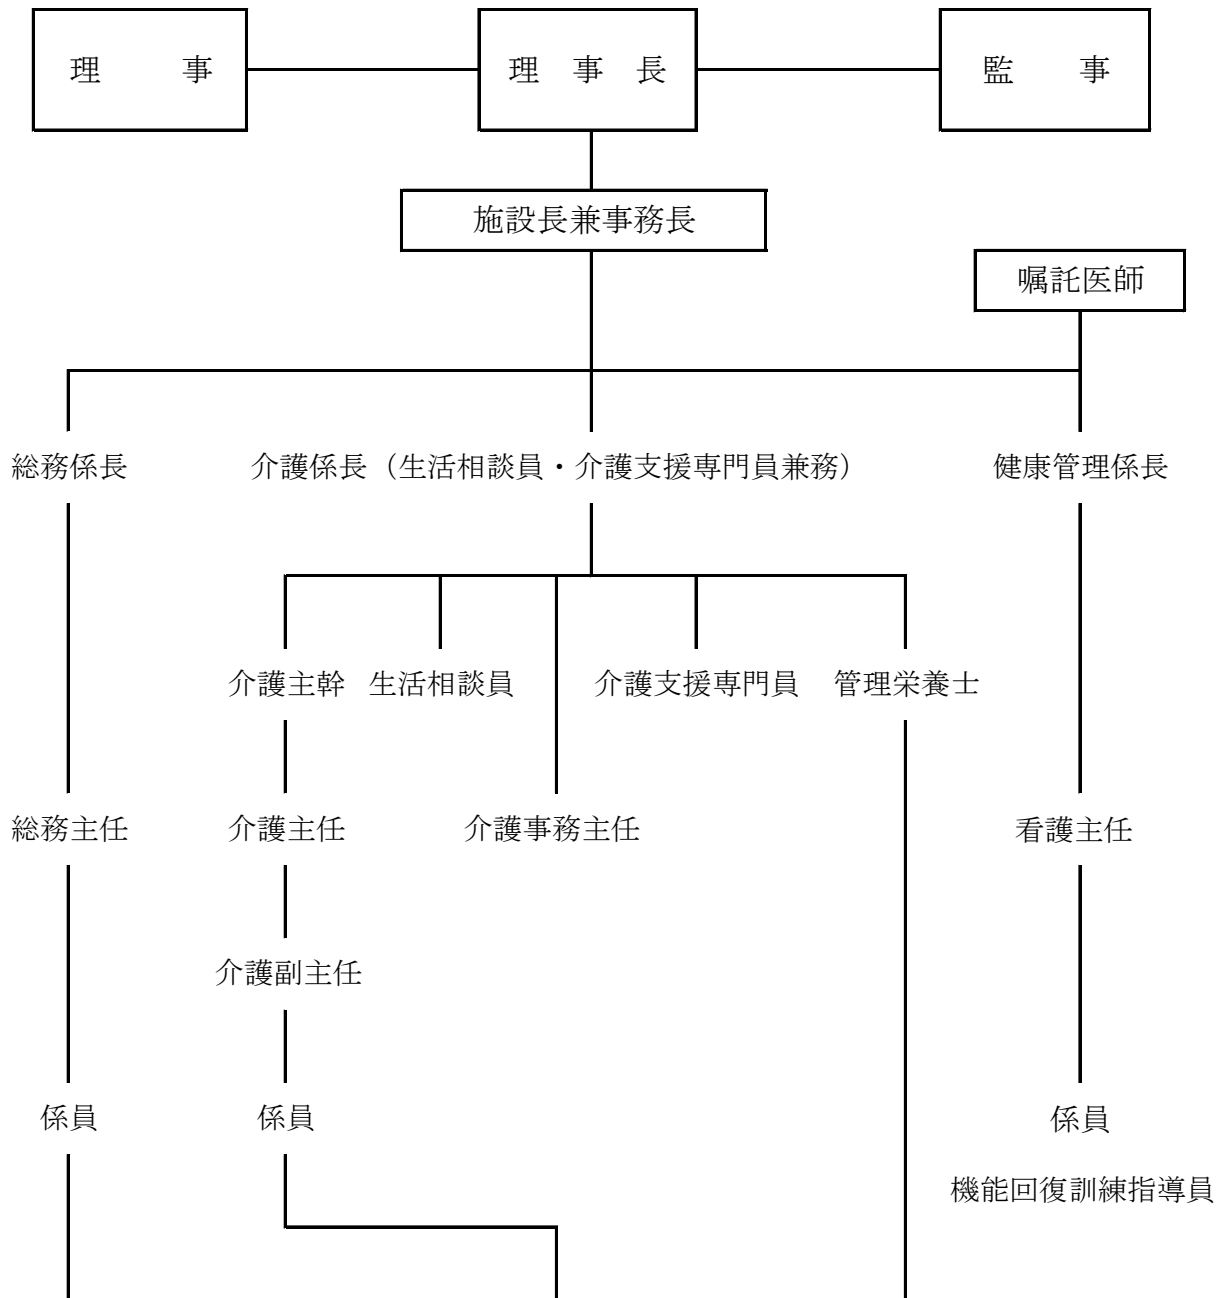 理　事
理　事　長
監　事
施設長兼事務長
嘱託医師
総務係長
介護係長（生活相談員・介護支援専門員兼務）
健康管理係長
介護主幹
生活相談員
介護支援専門員
管理栄養士
総務主任
介護主任
介護事務主任
看護主任
介護副主任
係員
係員
係員
機能回復訓練指導員